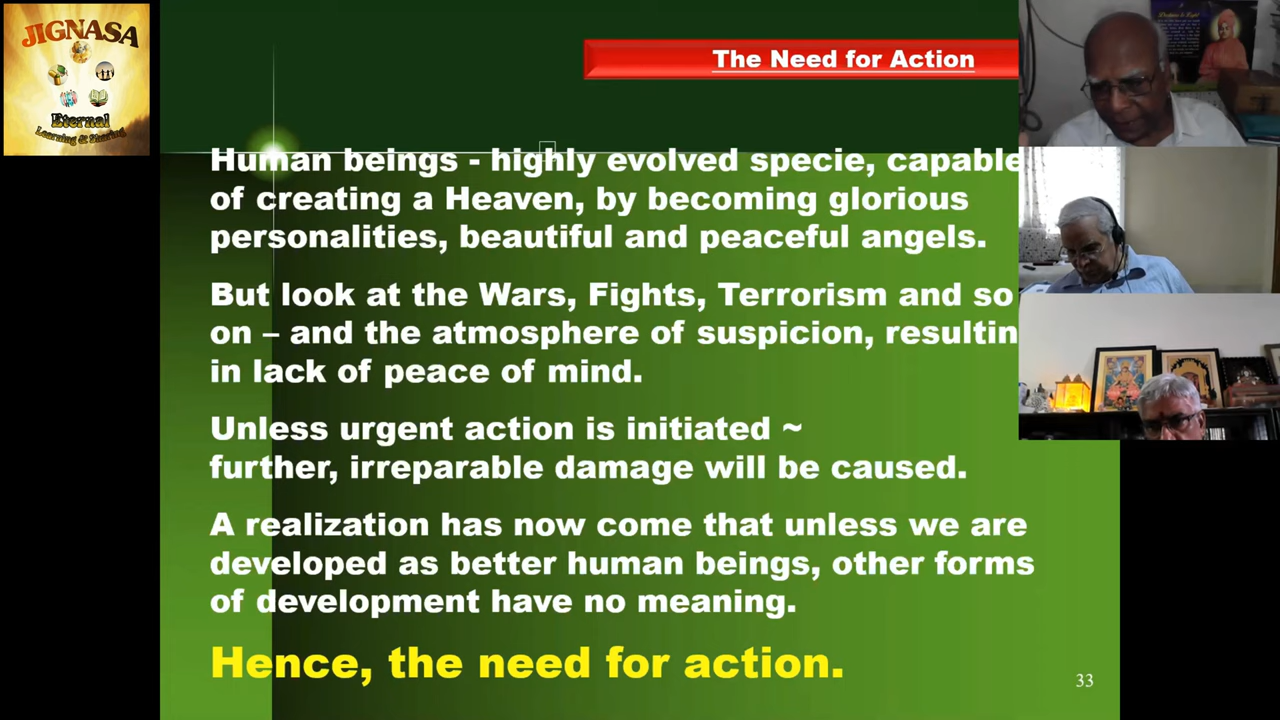 JIGNASA
Eternal
Learning & Sharing
The Need for Action
Human beings - highly evolved specie, capable
of creating a Heaven, by becoming glorious
personalities, beautiful and peaceful angels.
But look at the Wars, Fights, Terrorism and so
on – and the atmosphere of suspicion, resultin
in lack of peace of mind.
Unless urgent action is initiated ~
further, irreparable damage will be caused.
A realization has now come that unless we are
developed as better human beings, other forms
of development have no meaning.
Hence, the need for action.
33